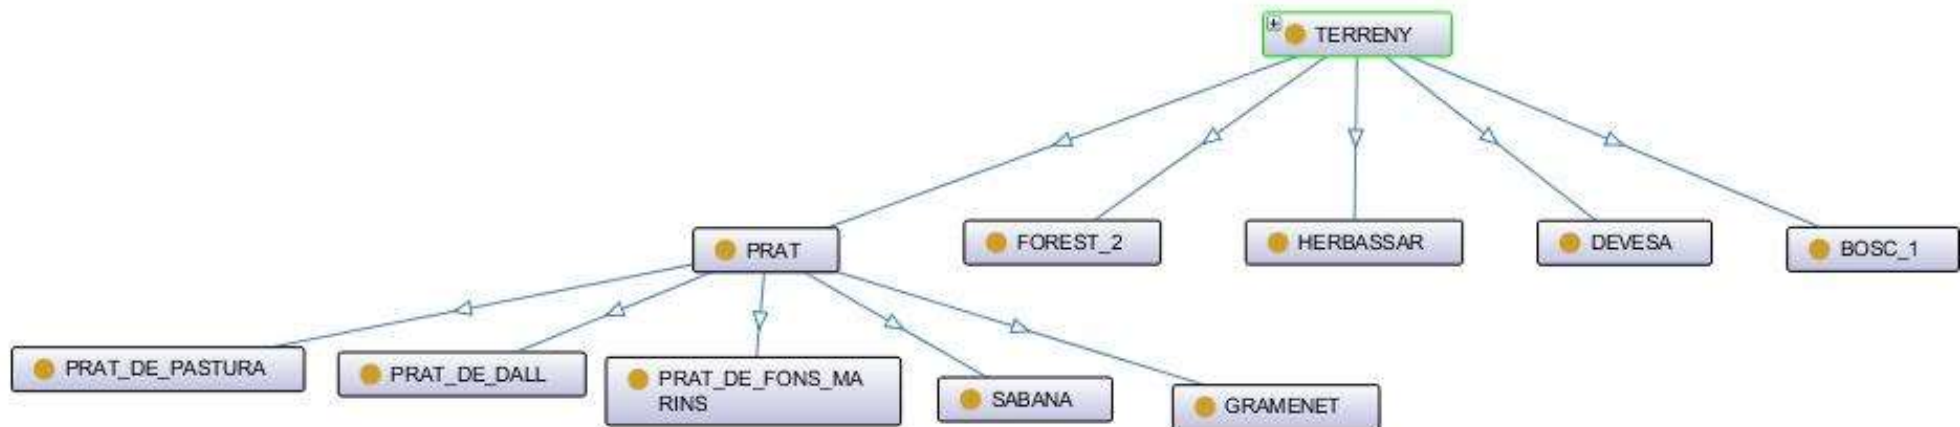 TERRENY
PRAT
FOREST_2
HERBASSAR
DEVESA
BOSC_1
PRAT_DE_PASTURA
PRAT_DE_DALL
PRAT_DE_FONS_MA
RINS
SABANA
GRAMENET